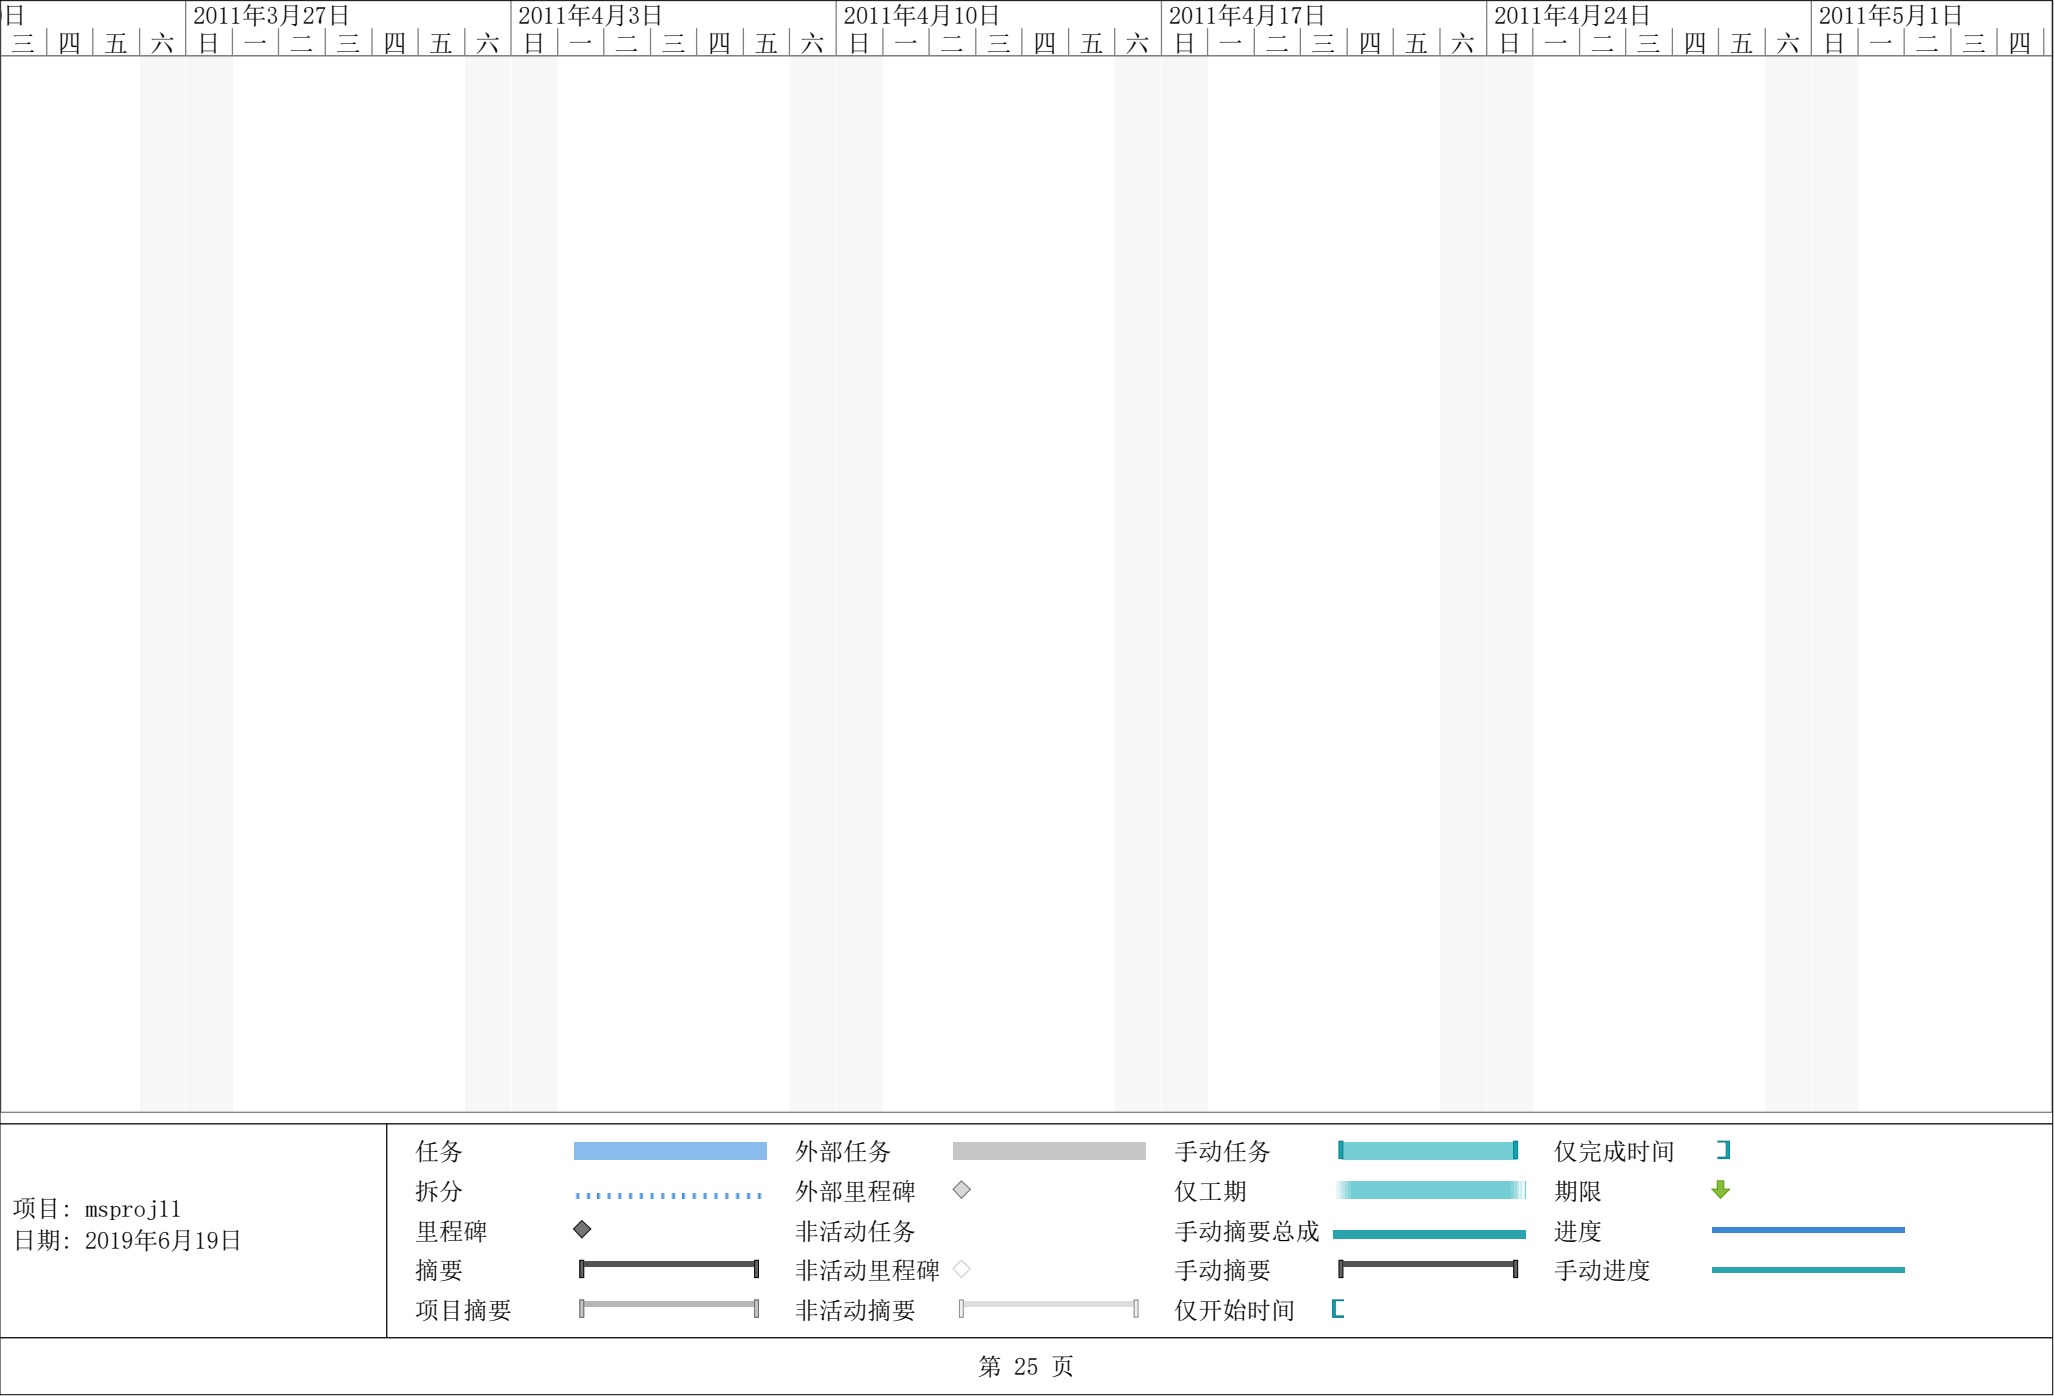 日 2011年3月27日 2011年4月3日 2011年4月10日 2011年4月17日 2011年4月24日 2011年5月1日
三 四 五 六 日 一 二 三 四 五 六 日 一 二 三 四 五 六 日 一 二 三 四 五 六 日 一 二 三 四 五 六 日 一 二 三 四 五 六 日 一 二 三 四
任务 外部任务 手动任务 仅完成时间
拆分 外部里程碑 仅工期 期限
里程碑 非活动任务 手动摘要总成 进度
摘要 非活动里程碑 手动摘要 手动进度
项目摘要 非活动摘要 仅开始时间
项目: msproj11
日期: 2019年6月19日
第 25 页